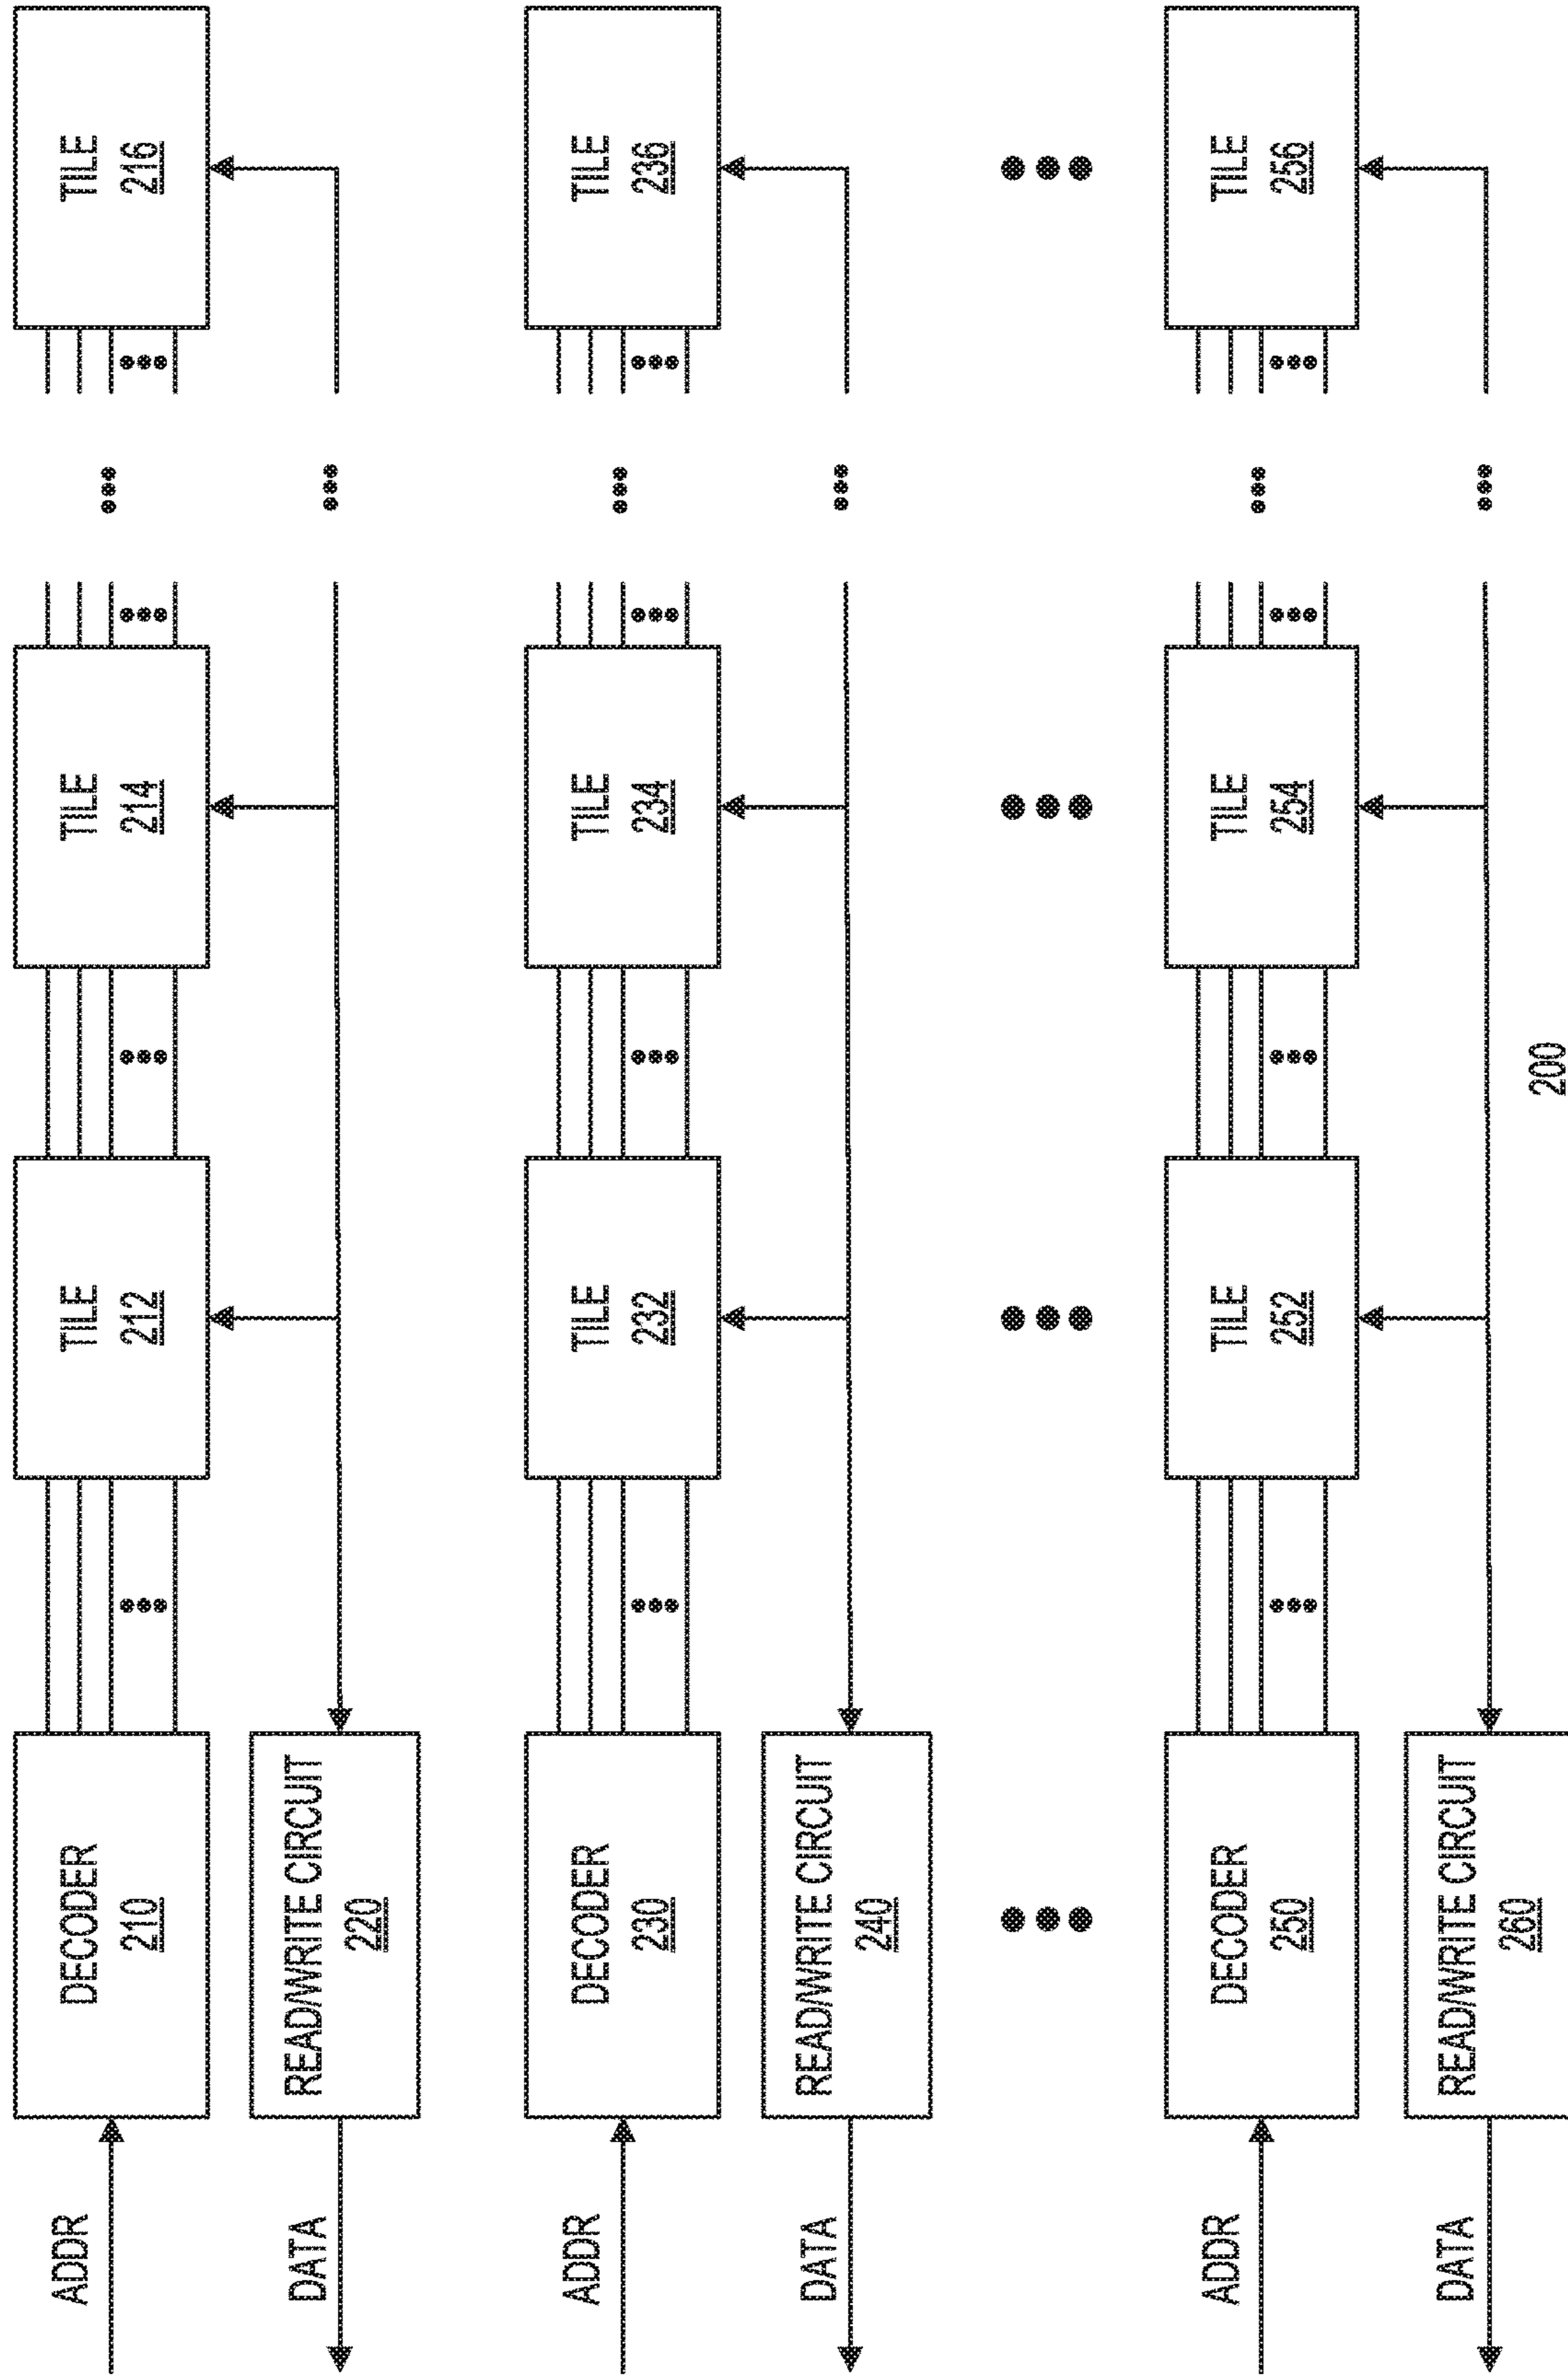 ADDR
DECODER
210
TILE
212
TILE
214
TILE
216
DATA
READ/WRITE CIRCUIT
220
ADDR
DECODER
230
TILE
232
TILE
234
TILE
236
DATA
READ/WRITE CIRCUIT
240
ADDR
DECODER
250
TILE
252
TILE
254
TILE
256
DATA
READ/WRITE CIRCUIT
260
200